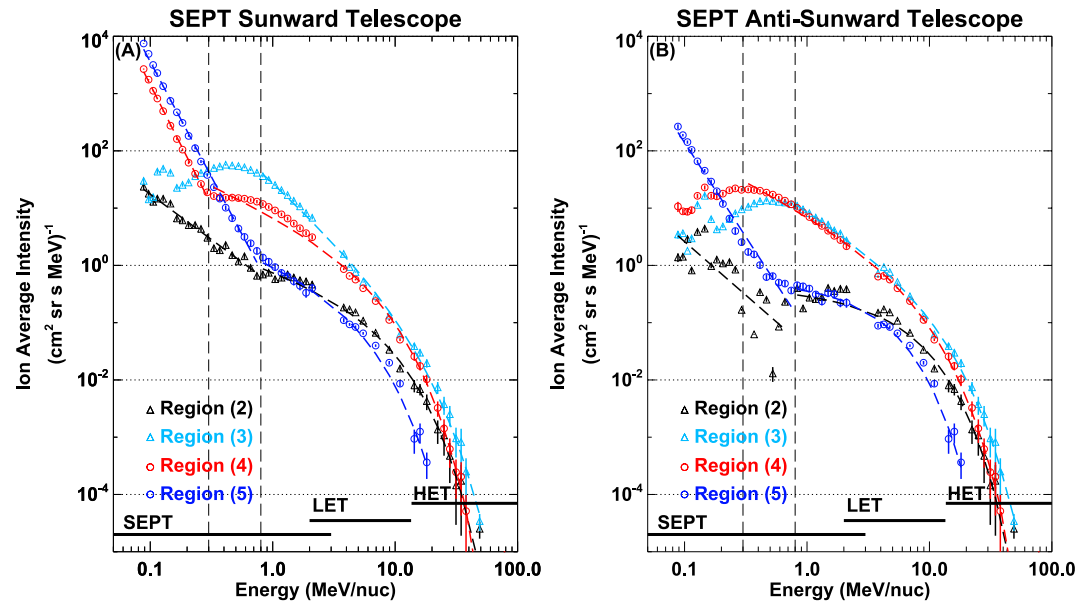 SEPT Sunward Telescope
(A)
10^4
10^2
10^0
10^-2
10^-4
Ion Average Intensity
(cm^2 sr s MeV)^-1
Region (2)
Region (3)
Region (4)
Region (5)
SEPT
LET
HET
0.1
1.0
10.0
100.0
Energy (MeV/nuc)
SEPT Anti-Sunward Telescope
(B)
10^4
10^2
10^0
10^-2
10^-4
Ion Average Intensity
(cm^2 sr s MeV)^-1
Region (2)
Region (3)
Region (4)
Region (5)
SEPT
LET
HET
0.1
1.0
10.0
100.0
Energy (MeV/nuc)